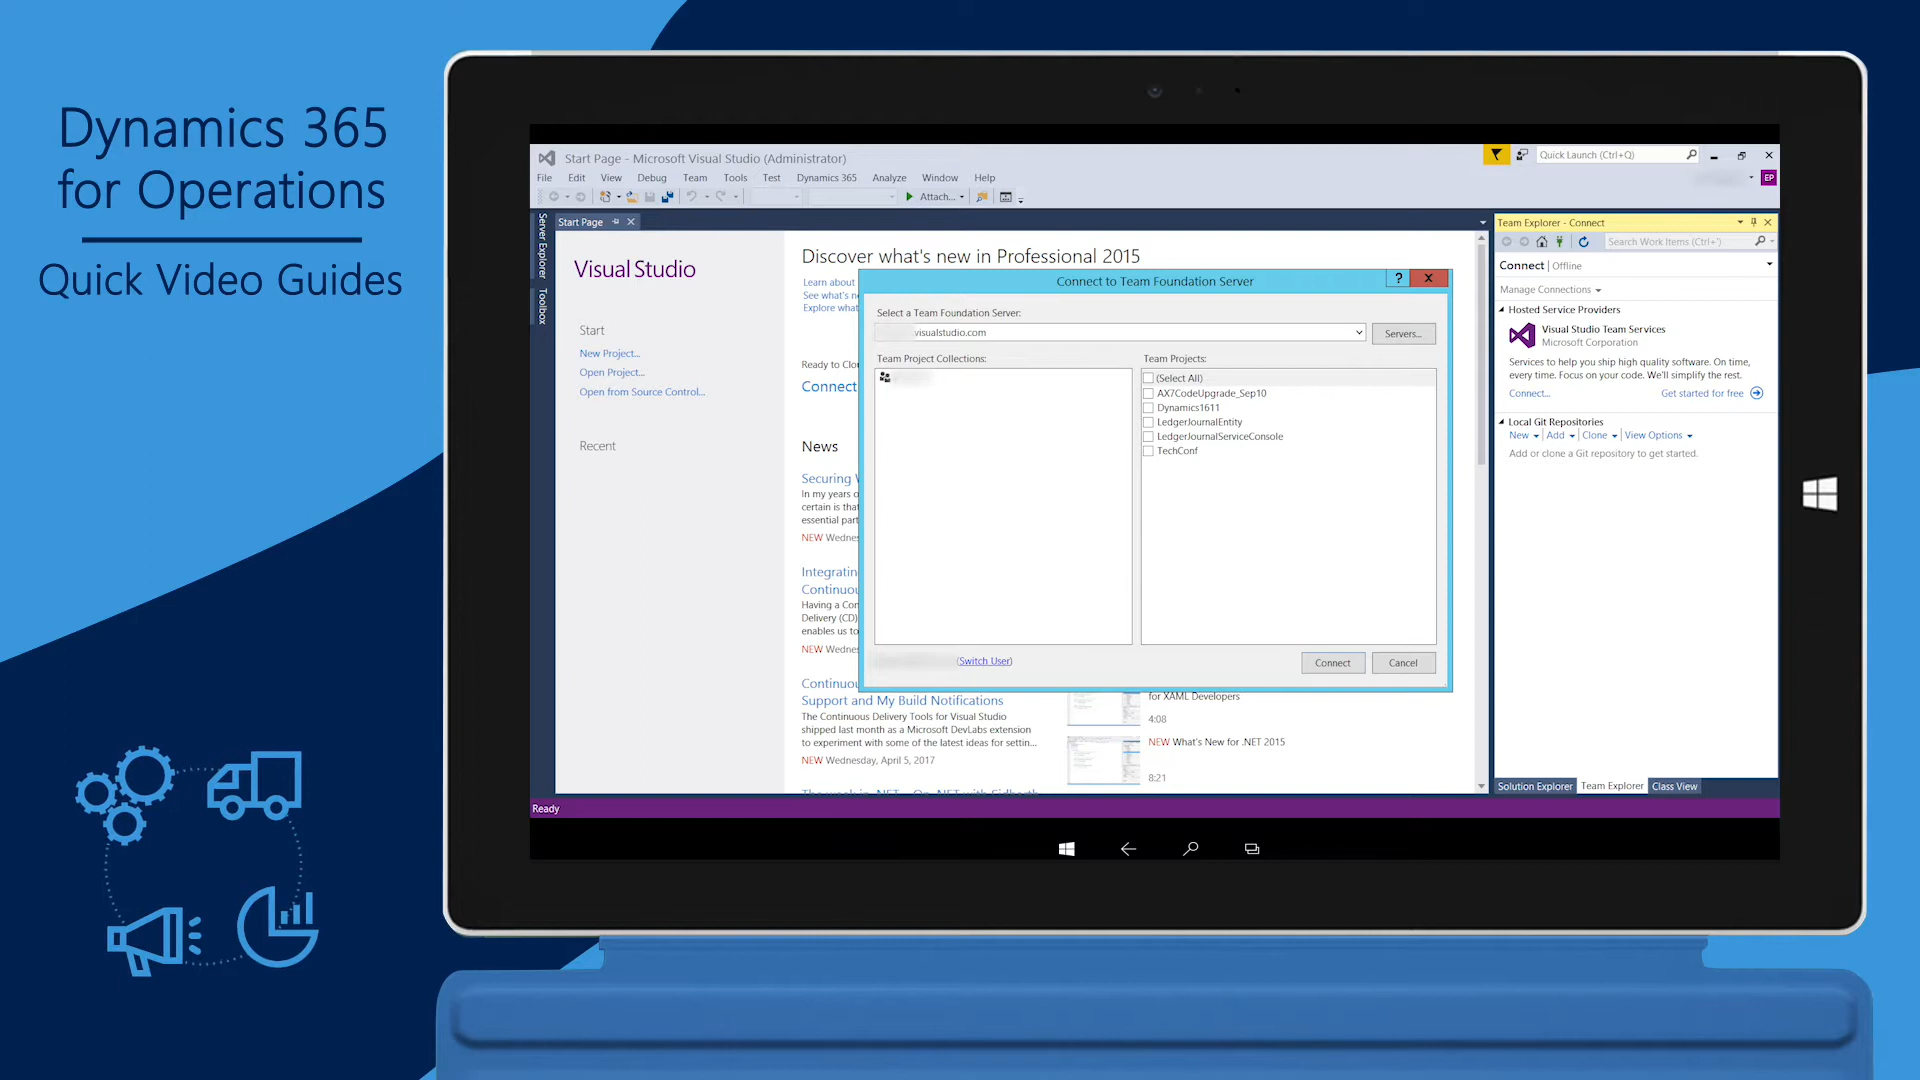 Dynamics 365
for Operations
Quick Video Guides
Start Page - Microsoft Visual Studio (Administrator)
Quick Launch (Ctrl+Q)
File Edit View Debug Team Tools Test Dynamics 365 Analyze Window Help
EP
Attach...
Server Explorer
Toolbox
Start Page
Visual Studio
Start
New Project...
Open Project...
Open from Source Control...
Recent
Discover what's new in Professional 2015
Learn about
See what's
Explore what
Ready to
Connect
News
Securing
In my years
certain is
essential
NEW
Having a
Delivery (CD)
enables us
NEW
Support and My Build Notifications
The Continuous Delivery Tools for Visual Studio
shipped last month as a Microsoft DevLabs extension
to experiment with some of the latest ideas for settin...
NEW Wednesday, April 5, 2017
for XAML Developers
4:08
NEW What's New for .NET 2015
8:21
Connect to Team Foundation Server
?
X
Select a Team Foundation Server:
visualstudio.com
Servers...
Team Project Collections:
Team Projects:
(Select All)
AX7CodeUpgrade_Sep10
Dynamics1611
LedgerJournalEntity
LedgerJournalServiceConsole
TechConf
(Switch User)
Connect
Cancel
Team Explorer - Connect
Search Work Items (Ctrl+')
Connect | Offline
Manage Connections
Hosted Service Providers
Visual Studio Team Services
Microsoft Corporation
Services to help you ship high quality software. On time,
every time. Focus on your code. We'll simplify the rest.
Connect...
Get started for free
Local Git Repositories
New | Add | Clone | View Options
Add or clone a Git repository to get started.
Solution Explorer Team Explorer Class View
Ready